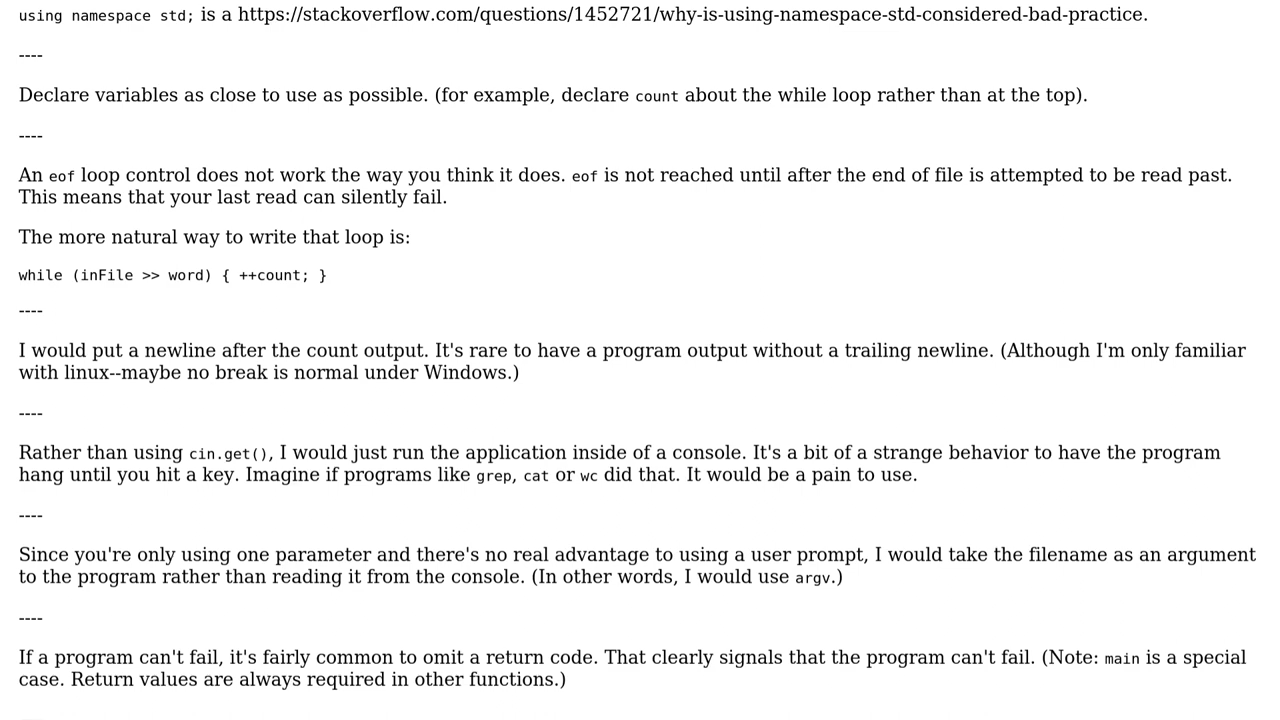 using namespace std; is a https://stackoverflow.com/questions/1452721/why-is-using-namespace-std-considered-bad-practice.
----
Declare variables as close to use as possible. (for example, declare count about the while loop rather than at the top).
----
An eof loop control does not work the way you think it does. eof is not reached until after the end of file is attempted to be read past.
This means that your last read can silently fail.
The more natural way to write that loop is:
while (inFile >> word) { ++count; }
----
I would put a newline after the count output. It's rare to have a program output without a trailing newline. (Although I'm only familiar
with linux--maybe no break is normal under Windows.)
----
Rather than using cin.get(), I would just run the application inside of a console. It's a bit of a strange behavior to have the program
hang until you hit a key. Imagine if programs like grep, cat or wc did that. It would be a pain to use.
----
Since you're only using one parameter and there's no real advantage to using a user prompt, I would take the filename as an argument
to the program rather than reading it from the console. (In other words, I would use argv.)
----
If a program can't fail, it's fairly common to omit a return code. That clearly signals that the program can't fail. (Note: main is a special
case. Return values are always required in other functions.)